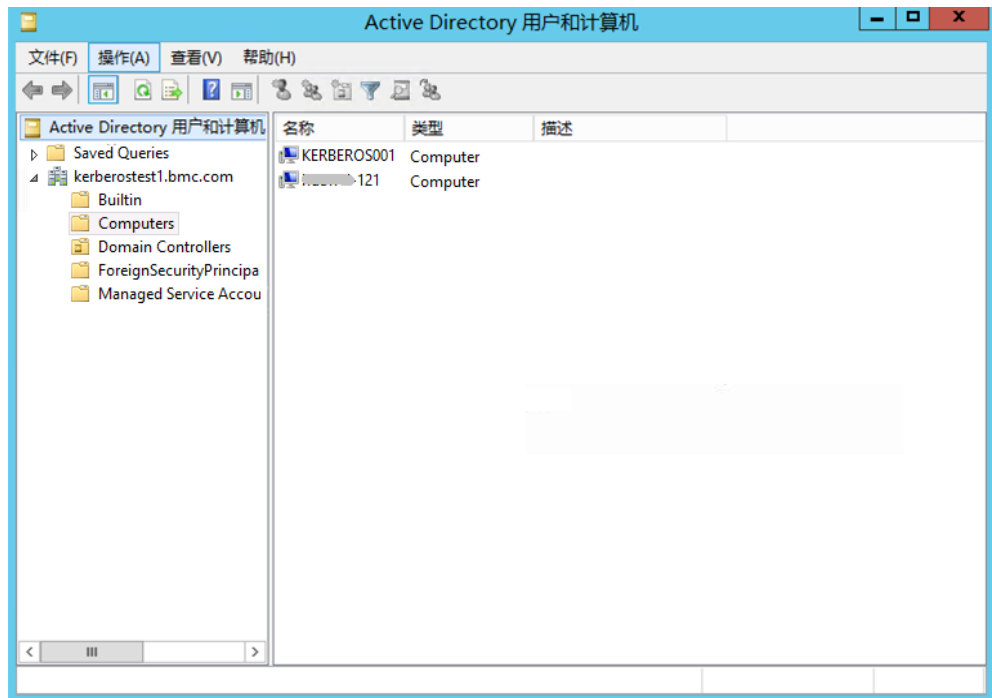 Active Directory 用户和计算机
文件(F) 操作(A) 查看(V) 帮助(H)
Active Directory 用户和计算机
Saved Queries
kerberostest1.bmc.com
Builtin
Computers
Domain Controllers
ForeignSecurityPrincipa
Managed Service Accou
名称 类型 描述
KERBEROS001 Computer
-121 Computer